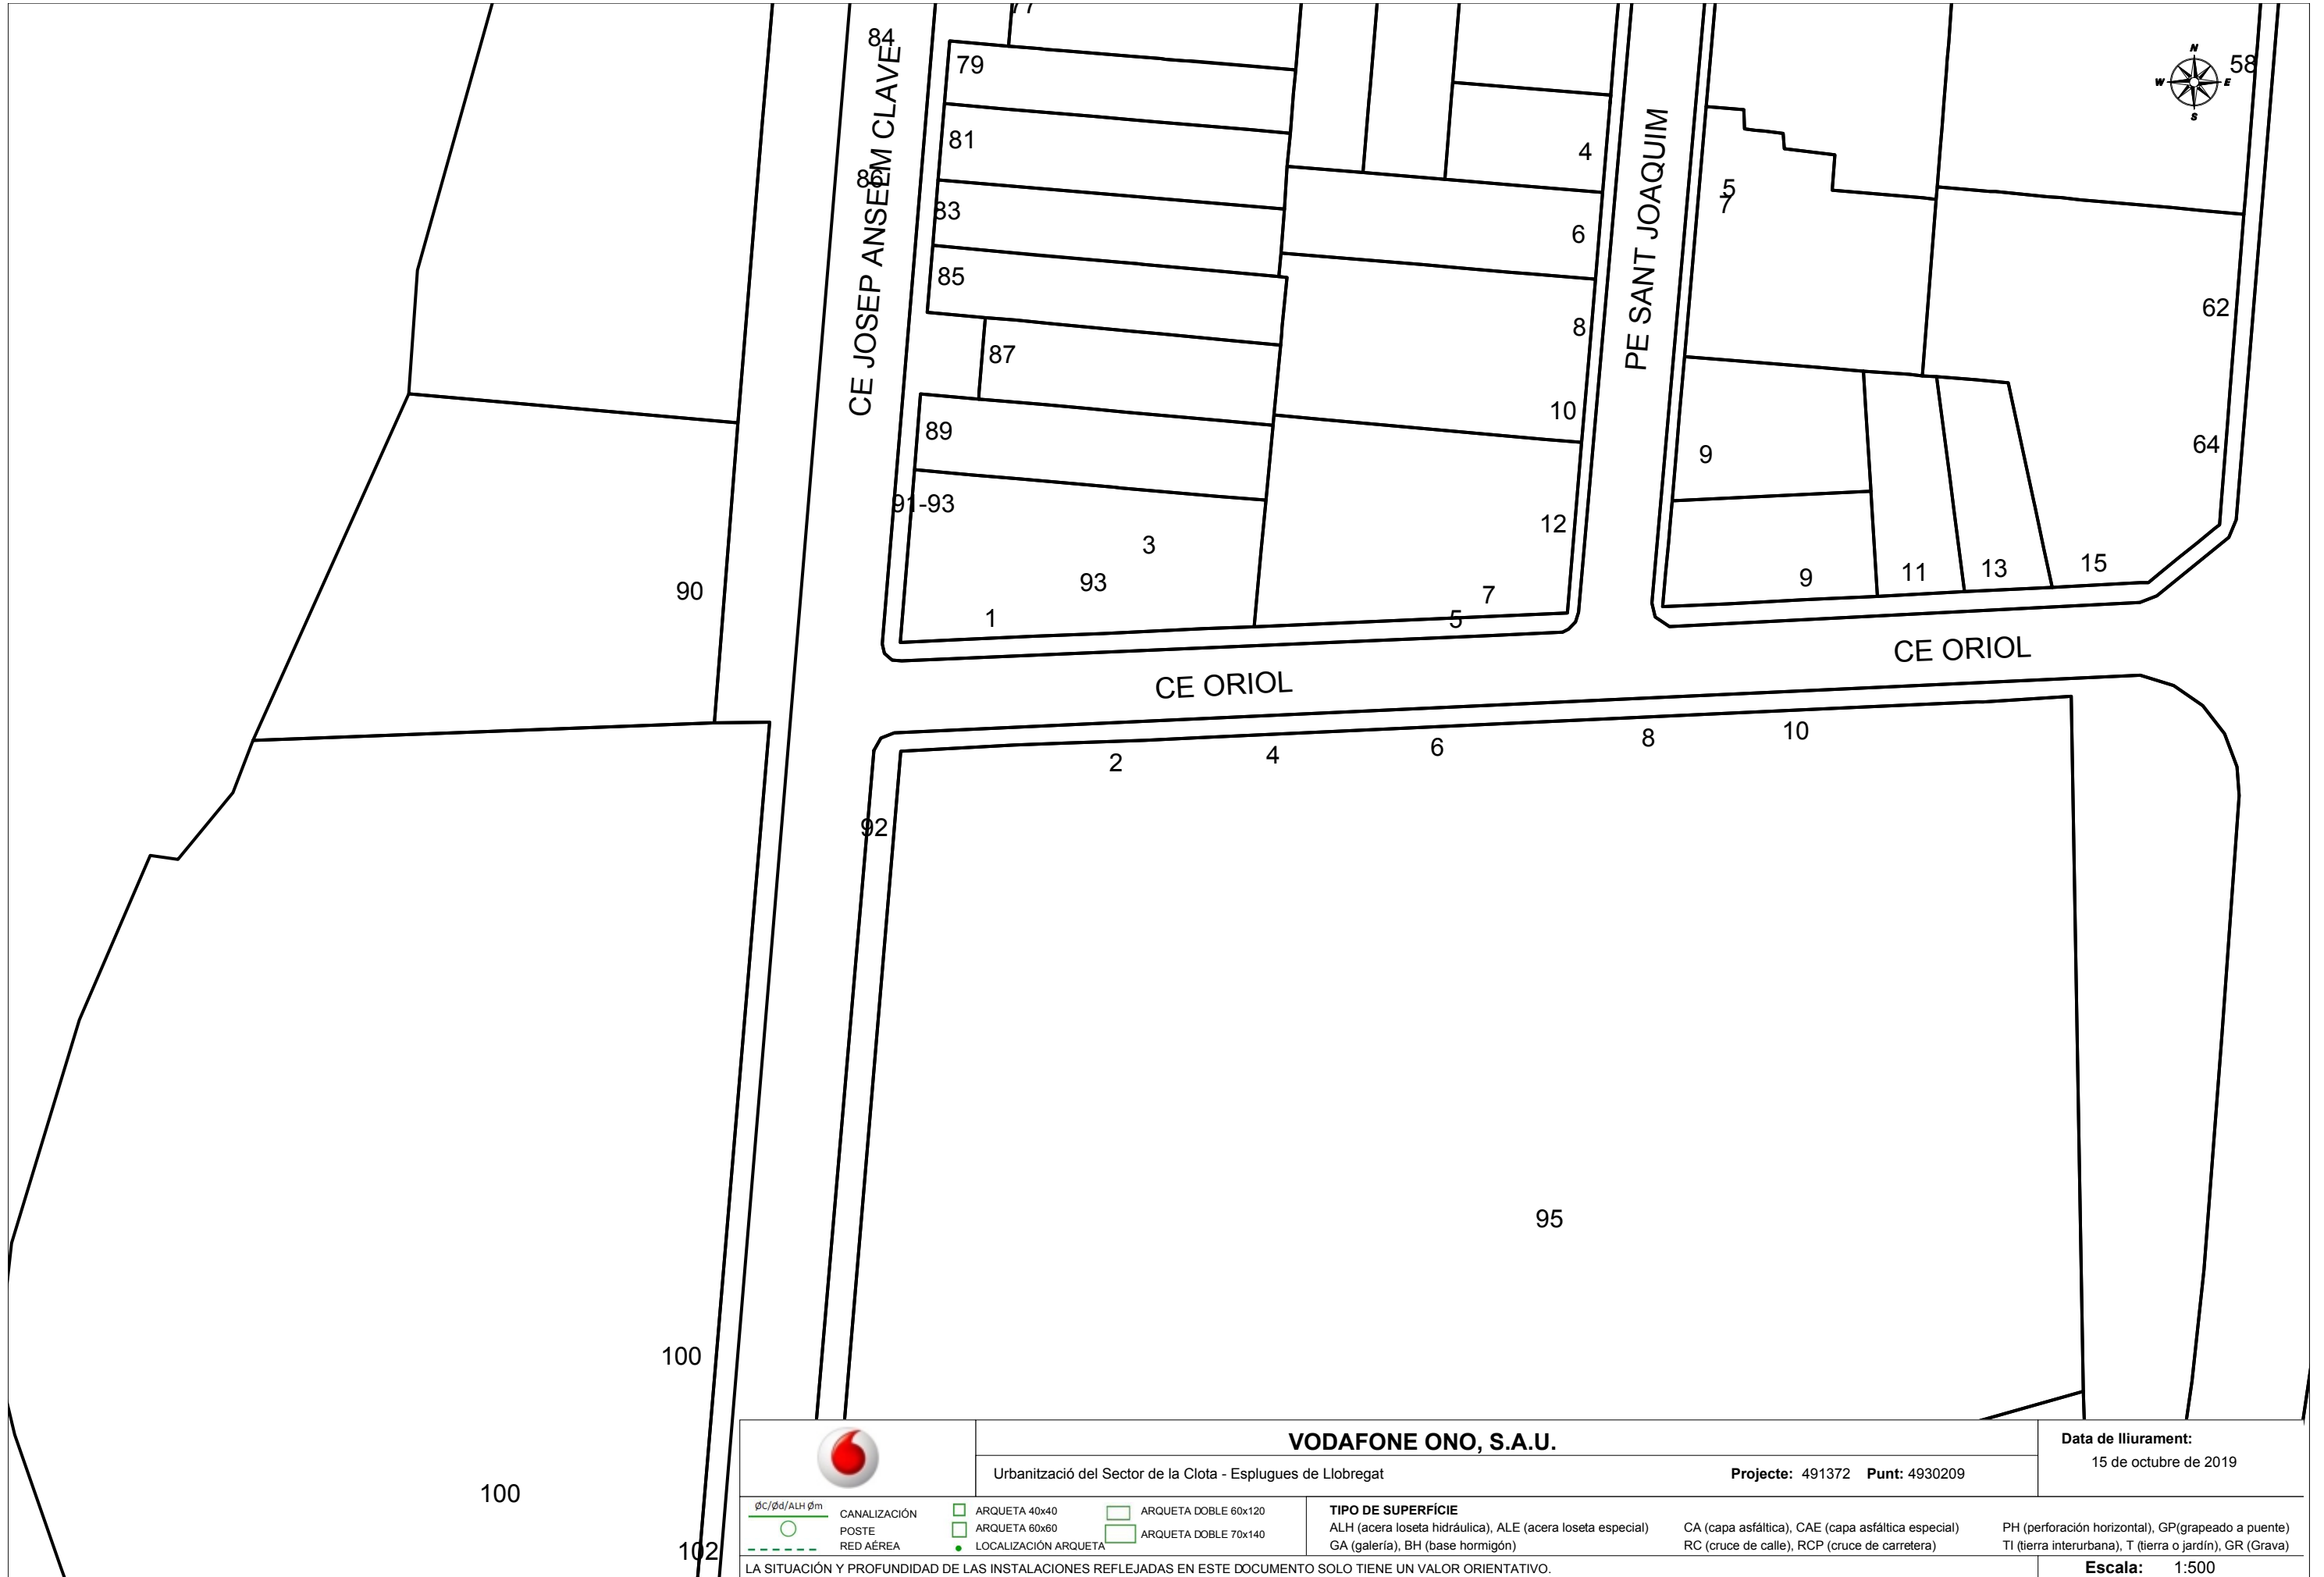 77
84
79
58
N
W
E
S
81
4
86
83
5
7
6
CE JOSEP ANSELM CLAVE
PE SANT JOAQUIM
85
62
8
87
10
89
64
9
91-93
12
3
15
13
11
9
93
90
7
1
5
CE ORIOL
CE ORIOL
2
4
6
8
10
92
95
100
100
102
VODAFONE ONO, S.A.U.
Urbanització del Sector de la Clota - Esplugues de Llobregat
Projecte: 491372 Punt: 4930209
Data de lliurament:
15 de octubre de 2019
ØC/Ød/ALH Øm
CANALIZACIÓN
POSTE
RED AÉREA
ARQUETA 40x40
ARQUETA 60x60
LOCALIZACIÓN ARQUETA
ARQUETA DOBLE 60x120
ARQUETA DOBLE 70x140
TIPO DE SUPERFÍCIE
ALH (acera loseta hidráulica), ALE (acera loseta especial)
GA (galería), BH (base hormigón)
CA (capa asfáltica), CAE (capa asfáltica especial)
RC (cruce de calle), RCP (cruce de carretera)
PH (perforación horizontal), GP(grapeado a puente)
TI (tierra interurbana), T (tierra o jardín), GR (Grava)
LA SITUACIÓN Y PROFUNDIDAD DE LAS INSTALACIONES REFLEJADAS EN ESTE DOCUMENTO SOLO TIENE UN VALOR ORIENTATIVO.
Escala: 1:500